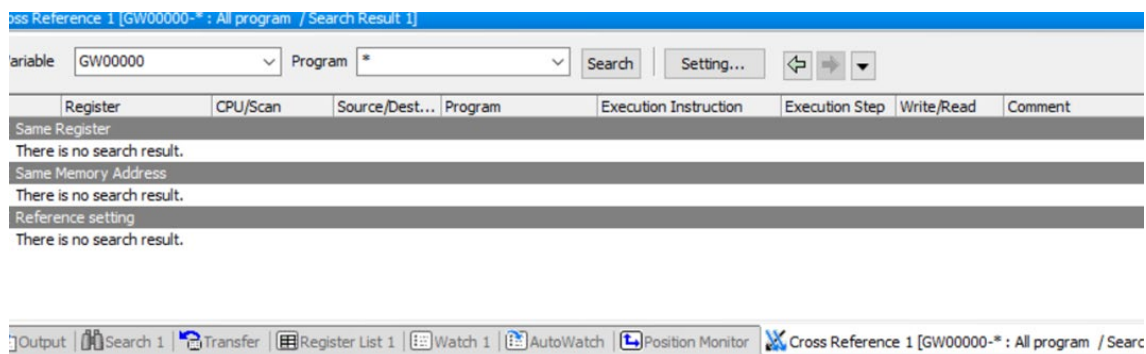 oss Reference 1 [GW00000-* : All program / Search Result 1]
ariable GW00000 Program * Search Setting...
Register CPU/Scan Source/Dest... Program Execution Instruction Execution Step Write/Read Comment
Same Register
There is no search result.
Same Memory Address
There is no search result.
Reference setting
There is no search result.
Output Search 1 Transfer Register List 1 Watch 1 AutoWatch Position Monitor Cross Reference 1 [GW00000-* : All program / Searc